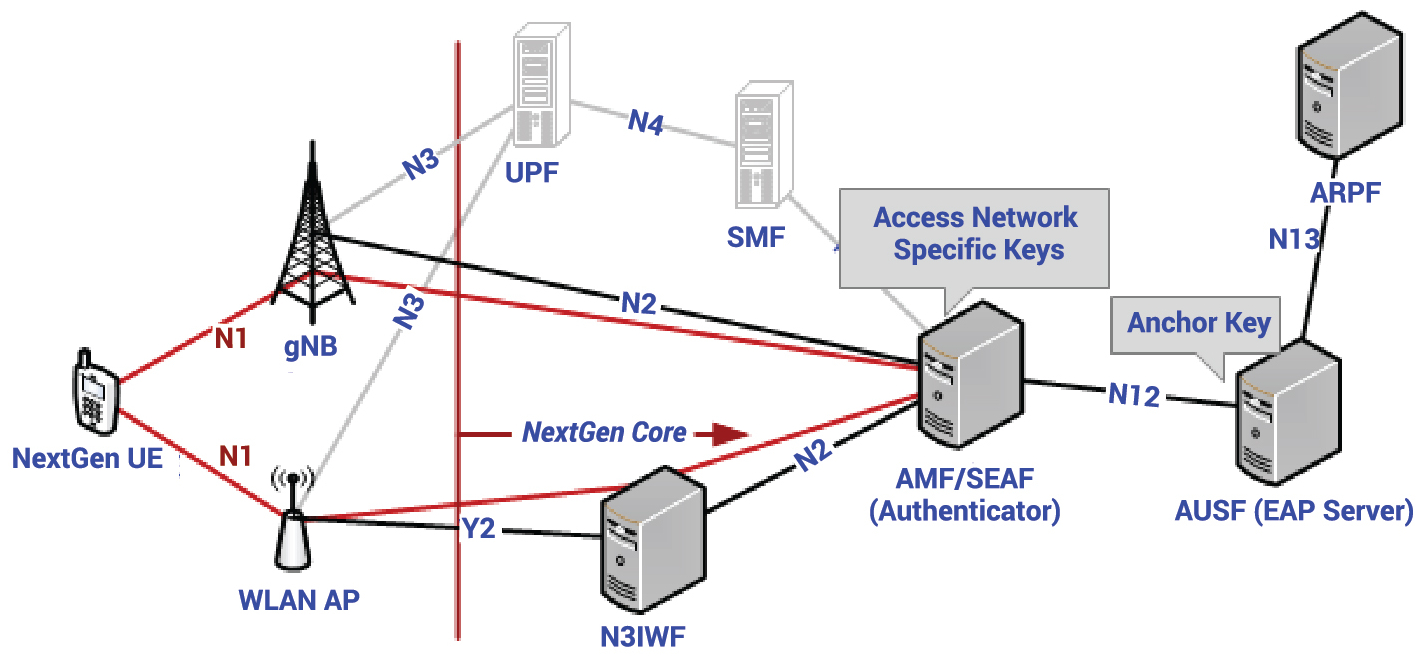 N4
N3
UPF
ARPF
SMF
Access Network
Specific Keys
N13
N3
N2
N1
gNB
Anchor Key
N12
NextGen Core
NextGen UE
N1
N2
AMF/SEAF
(Authenticator)
AUSF (EAP Server)
Y2
WLAN AP
N3IWF